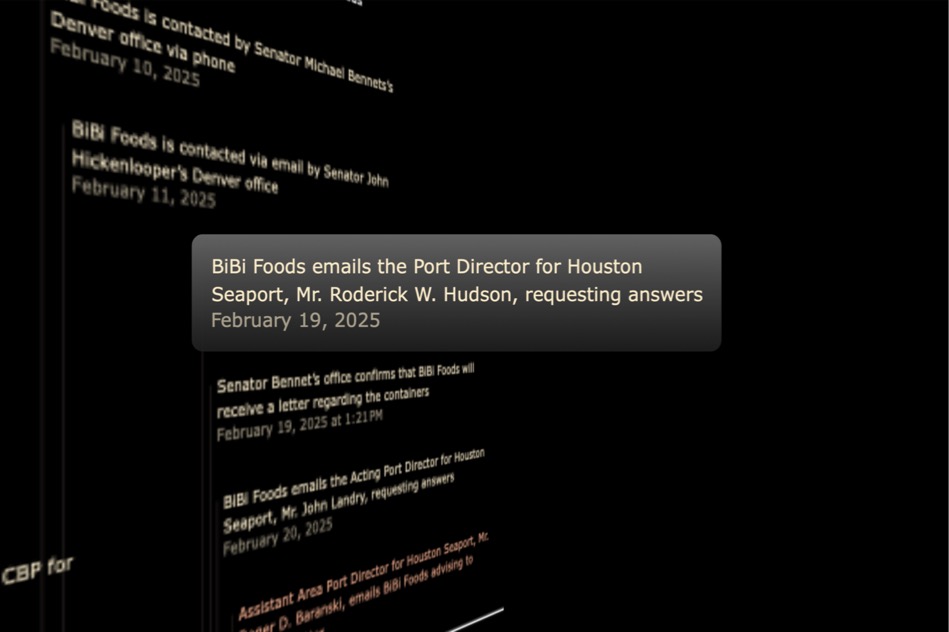 Foods is contacted by Senator Michael Bennets's
Denver office via phone
February 10, 2025
BiBi Foods is contacted via email by Senator John
Hickenlooper's Denver office
February 11, 2025
BiBi Foods emails the Port Director for Houston
Seaport, Mr. Roderick W. Hudson, requesting answers
February 19, 2025
Senator Bennet's office confirms that BiBi Foods will
receive a letter regarding the containers
February 19, 2025 at 1:21 PM
BiBi Foods emails the Acting Port Director for Houston
Seaport, Mr. John Landry, requesting answers
February 20, 2025
CBP for
Assistant Area Port Director for Houston Seaport, Mr.
D. Baranski, emails BiBi Foods advising to